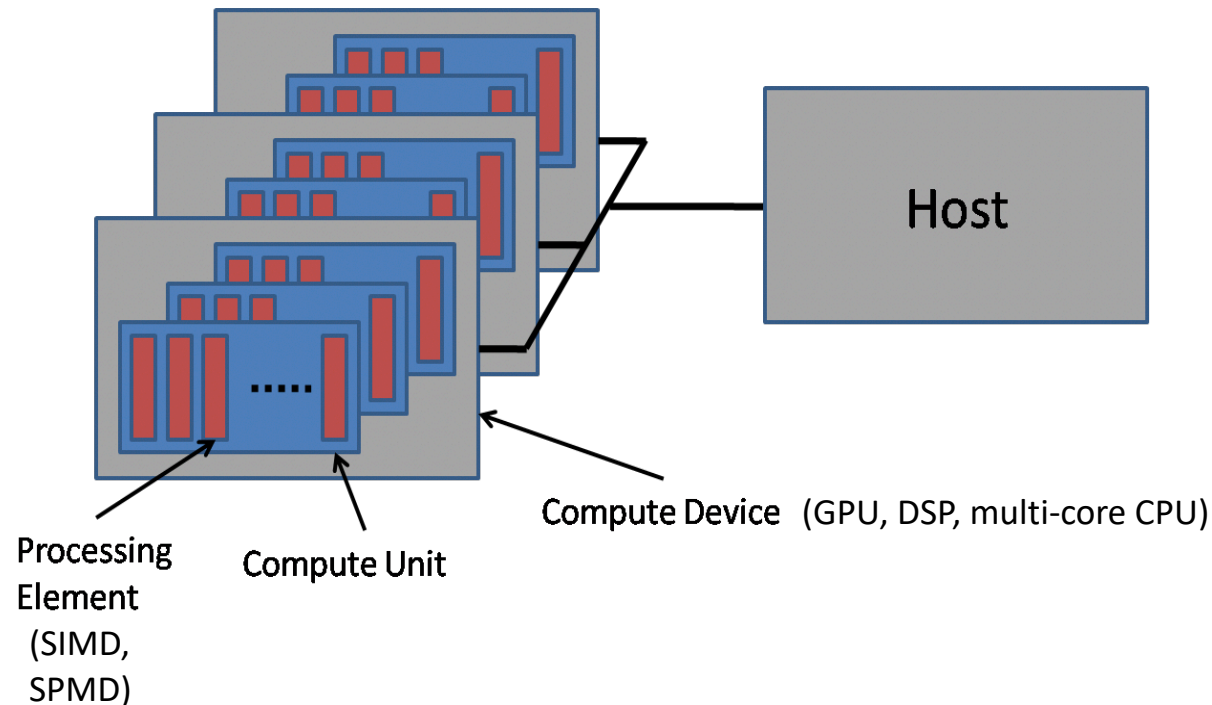 Host
.....
Compute Device (GPU, DSP, multi-core CPU)
Processing
Element
(SIMD,
SPMD)
Compute Unit